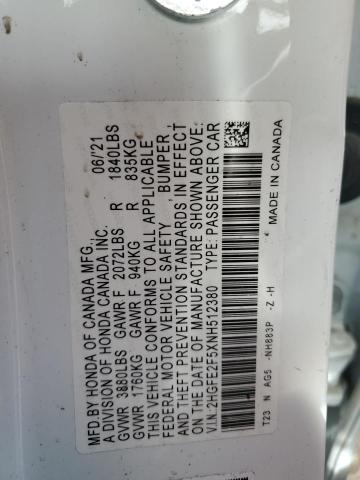 MFD.BY HONDA OF CANADA MFG. 06/'21
A DIVISION OF HONDA CANADA INC.
GVWR 3880LBS GAWR F 2072LBS R 1840LBS
GVWR 1760KG GAWR F 940KG R 835KG
THIS VEHICLE CONFORMS TO ALL APPLICABLE
FEDERAL MOTOR VEHICLE SAFETY BUMPER,
AND THEFT PREVENTION STANDARDS, IN EFFECT
ON THE DATE OF MANUFACTURE SHOWN ABOVE.
V.I.N. 2HGFE2F5XNH512380 TYPE: PASSENGER CAR
T23 N AG5 -NH883P -Z -H MADE IN CANADA